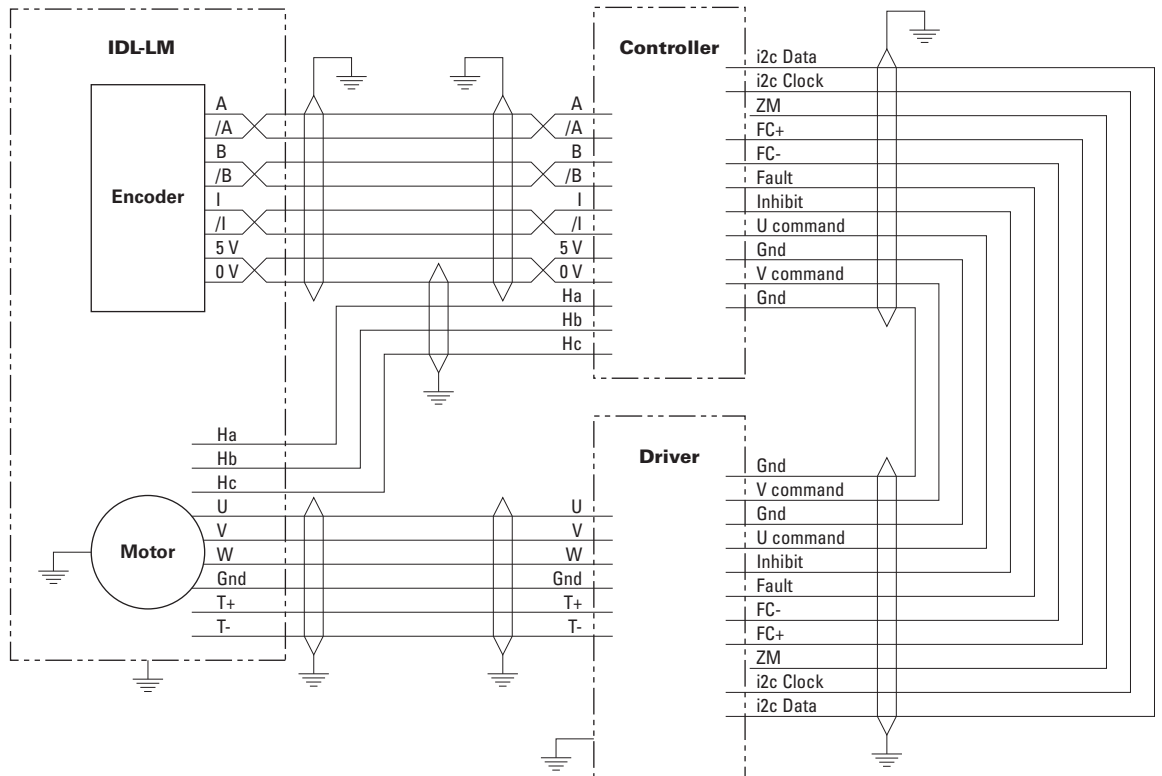 IDL-LM
Encoder
A
/A
B
/B
I
/I
5 V
0 V
A
/A
B
/B
I
/I
5 V
0 V
Ha
Hb
Hc
Controller
i2c Data
i2c Clock
ZM
FC+
FC-
Fault
Inhibit
U command
Gnd
V command
Gnd
Motor
Ha
Hb
Hc
U
V
W
Gnd
T+
T-
U
V
W
Gnd
T+
T-
Driver
Gnd
V command
Gnd
U command
Inhibit
Fault
FC-
FC+
ZM
i2c Clock
i2c Data